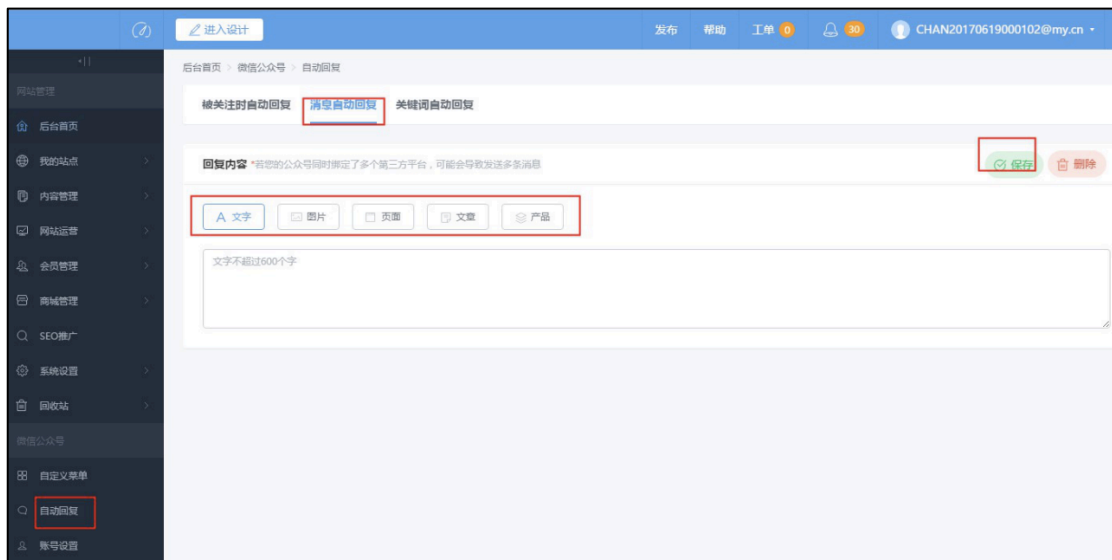 进入设计
发布 帮助 工单 0 30 CHAN20170619000102@my.cn
后台首页 > 微信公众号 > 自动回复
网站管理
后台首页
我的站点
内容管理
网站运营
会员管理
商城管理
SEO推广
系统设置
回收站
微信公众号
自定义菜单
自动回复
账号设置
被关注时自动回复 消息自动回复 关键词自动回复
回复内容 *若您的公众号同时绑定了多个第三方平台，可能会导致发送多条消息
保存 删除
A 文字 图片 页面 文章 产品
文字不超过600个字